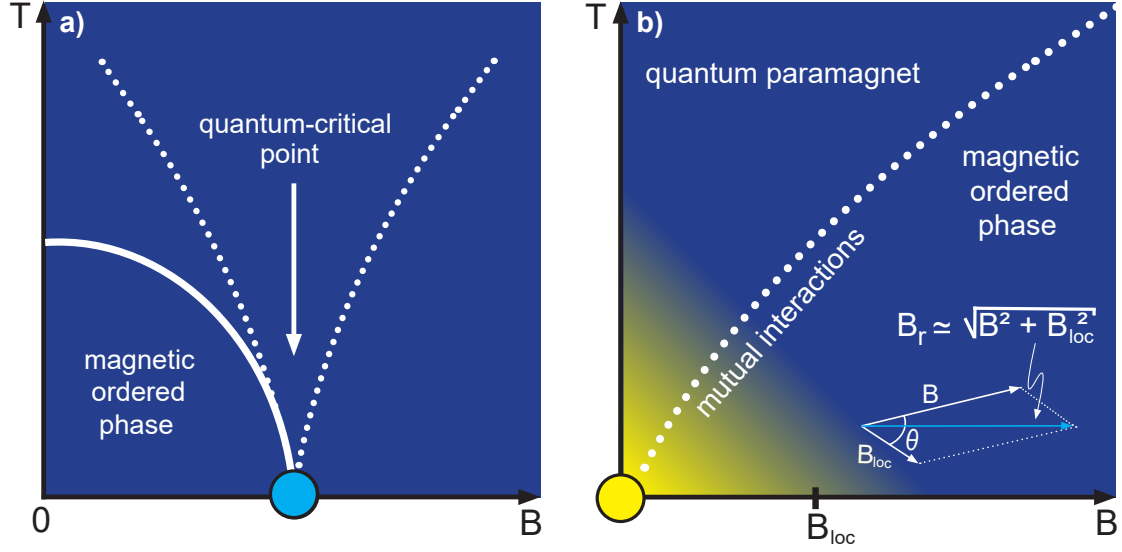 T
a)
quantum-critical
point
magnetic
ordered
phase
0
B
T
b)
quantum paramagnet
magnetic
ordered
phase
mutual interactions
B_r ≃ √B² + B_loc²
B
θ
B_loc
B_loc
B